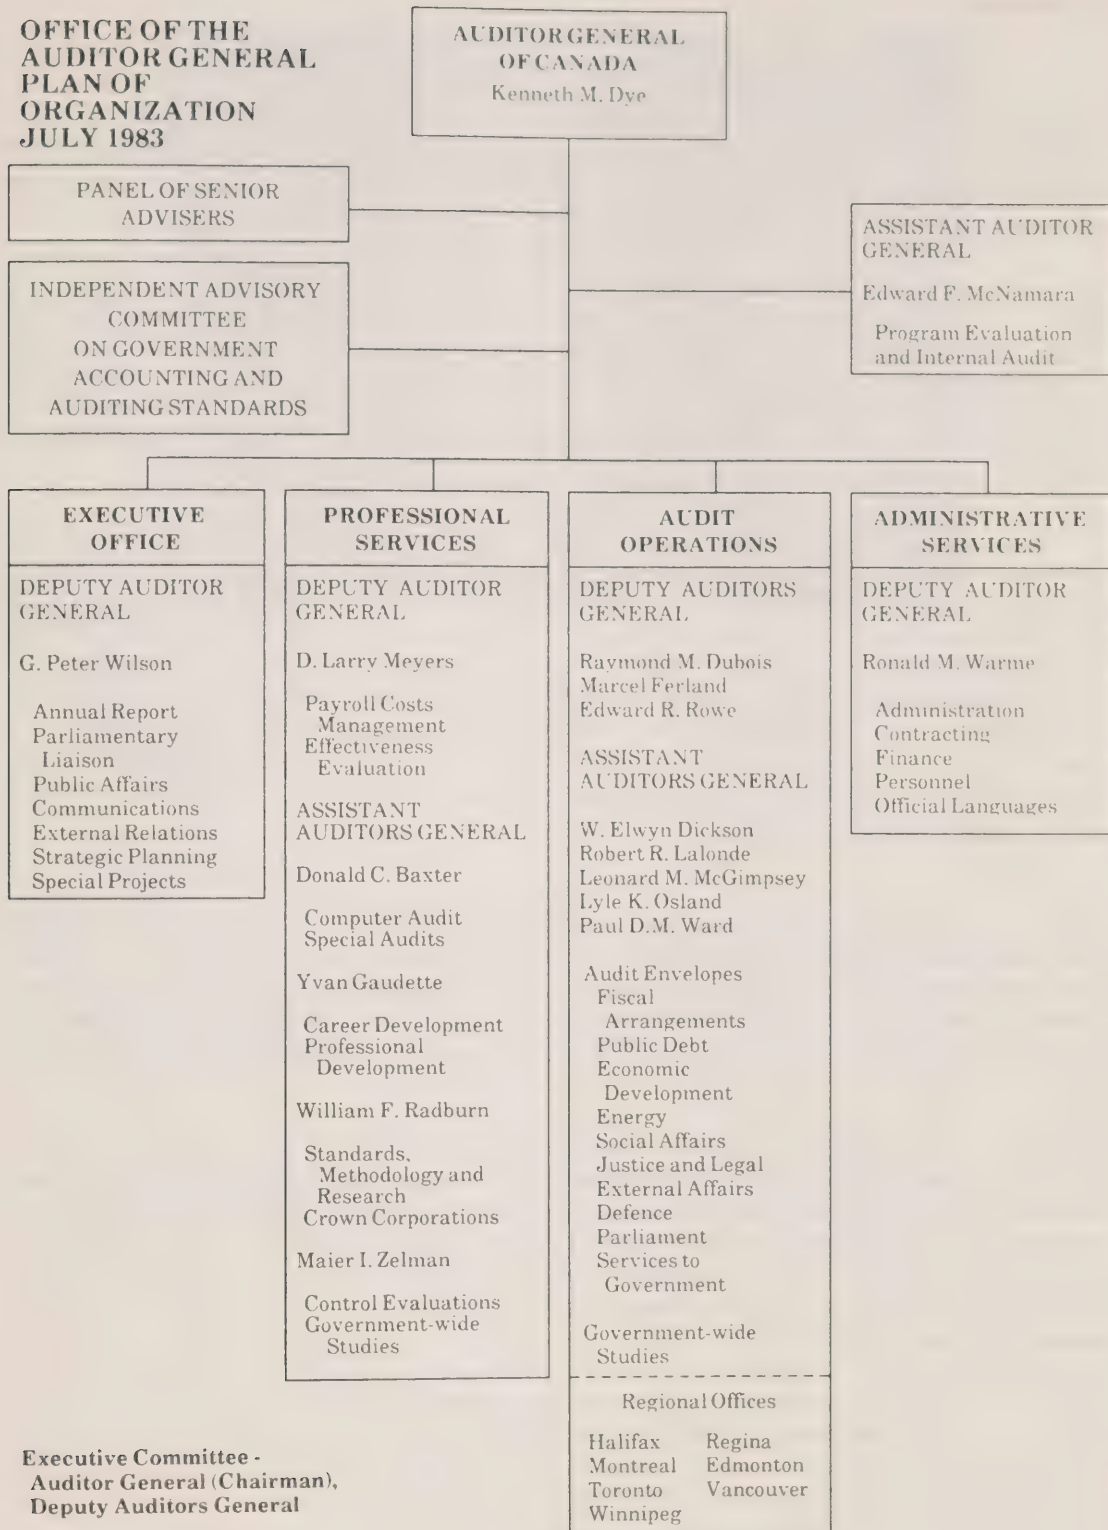 OFFICE OF THE
AUDITOR GENERAL
PLAN OF
ORGANIZATION
JULY 1983
AUDITOR GENERAL
OF CANADA
Kenneth M. Dye
PANEL OF SENIOR
ADVISERS
INDEPENDENT ADVISORY
COMMITTEE
ON GOVERNMENT
ACCOUNTING AND
AUDITING STANDARDS
ASSISTANT AUDITOR
GENERAL
Edward F. McNamara
Program Evaluation
and Internal Audit
EXECUTIVE
OFFICE
DEPUTY AUDITOR
GENERAL
G. Peter Wilson
Annual Report
Parliamentary
Liaison
Public Affairs
Communications
External Relations
Strategic Planning
Special Projects
PROFESSIONAL
SERVICES
DEPUTY AUDITOR
GENERAL
D. Larry Meyers
Payroll Costs
Management
Effectiveness
Evaluation
ASSISTANT
AUDITORS GENERAL
Donald C. Baxter
Computer Audit
Special Audits
Yvan Gaudette
Career Development
Professional
Development
William F. Radburn
Standards,
Methodology and
Research
Crown Corporations
Maier I. Zelman
Control Evaluations
Government-wide
Studies
AUDIT
OPERATIONS
DEPUTY AUDITORS
GENERAL
Raymond M. Dubois
Marcel Ferland
Edward R. Rowe
ASSISTANT
AUDITORS GENERAL
W. Elwyn Dickson
Robert R. Lalonde
Leonard M. McGimpsey
Lyle K. Osland
Paul D.M. Ward
Audit Envelopes
Fiscal
Arrangements
Public Debt
Economic
Development
Energy
Social Affairs
Justice and Legal
External Affairs
Defence
Parliament
Services to
Government
Government-wide
Studies
Regional Offices
Halifax Regina
Montreal Edmonton
Toronto Vancouver
Winnipeg
ADMINISTRATIVE
SERVICES
DEPUTY AUDITOR
GENERAL
Ronald M. Warme
Administration
Contracting
Finance
Personnel
Official Languages
Executive Committee -
Auditor General (Chairman),
Deputy Auditors General